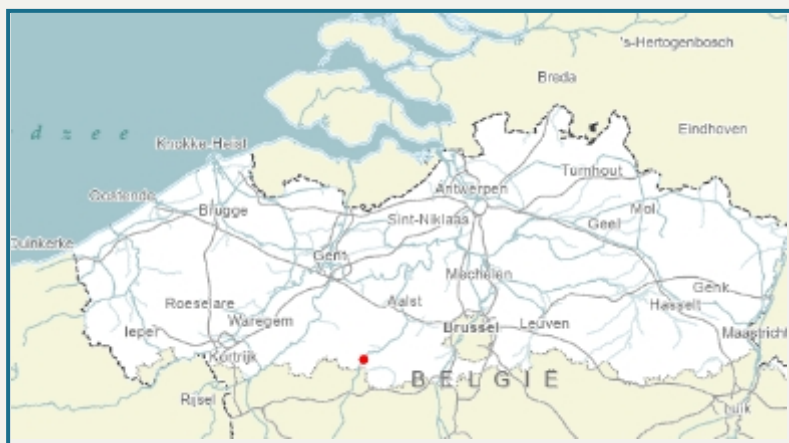 's-Hertogenbosch
Breda
d z e e
Eindhoven
Knokke-Heist
Turnhout
Antwerpen
Oostende
Mol
Brugge
Sint-Niklaas
Geel
Duinkerke
Gent
Mechelen
Genk
Roeselare
Aalst
Hasselt
Waregem
Brussel
Leuven
Ieper
Maastricht
Kortrijk
BELGIË
Rijsel
Luik